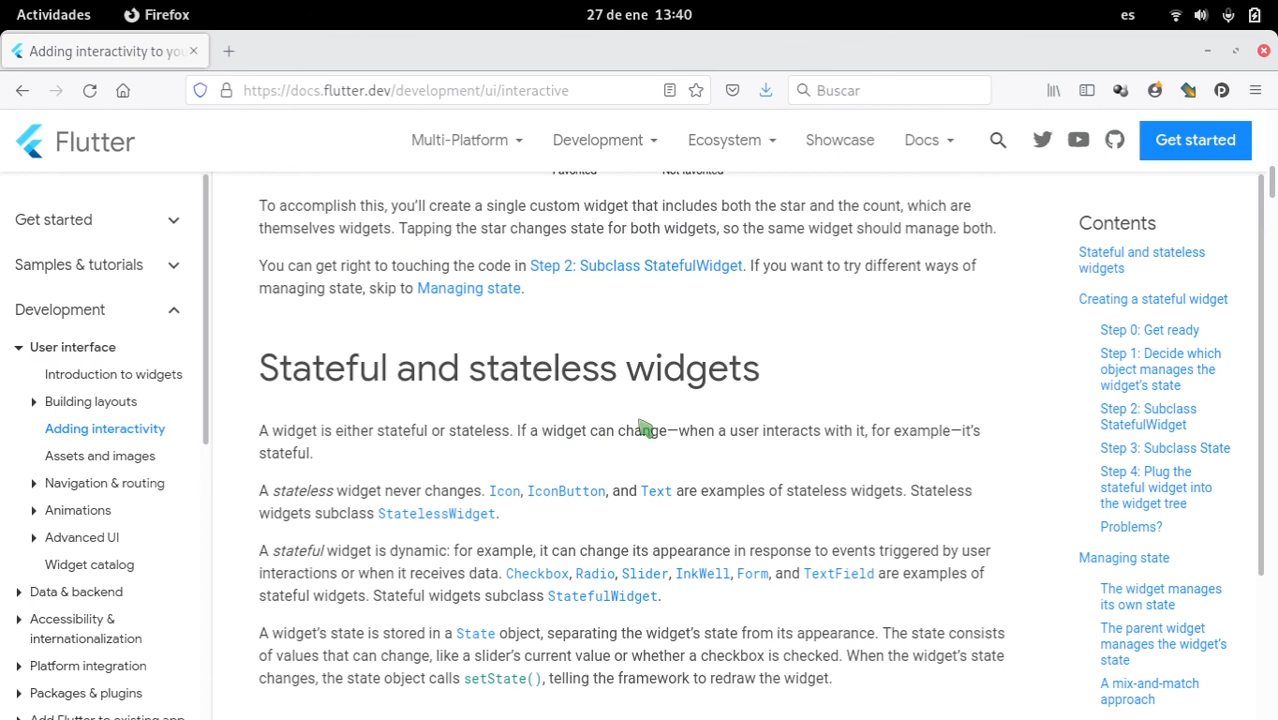 Actividades Firefox 27 de ene 13:40 es
Adding interactivity to you
https://docs.flutter.dev/development/ui/interactive Buscar
Flutter Multi-Platform Development Ecosystem Showcase Docs Get started
Get started
Samples & tutorials
Development
User interface
Introduction to widgets
Building layouts
Adding interactivity
Assets and images
Navigation & routing
Animations
Advanced UI
Widget catalog
Data & backend
Accessibility &
internationalization
Platform integration
Packages & plugins
Add Flutter to existing app
Favorited Not favorited
To accomplish this, you’ll create a single custom widget that includes both the star and the count, which are
themselves widgets. Tapping the star changes state for both widgets, so the same widget should manage both.
You can get right to touching the code in Step 2: Subclass StatefulWidget. If you want to try different ways of
managing state, skip to Managing state.
Stateful and stateless widgets
A widget is either stateful or stateless. If a widget can change—when a user interacts with it, for example—it’s
stateful.
A stateless widget never changes. Icon, IconButton, and Text are examples of stateless widgets. Stateless
widgets subclass StatelessWidget.
A stateful widget is dynamic: for example, it can change its appearance in response to events triggered by user
interactions or when it receives data. Checkbox, Radio, Slider, InkWell, Form, and TextField are examples of
stateful widgets. Stateful widgets subclass StatefulWidget.
A widget’s state is stored in a State object, separating the widget’s state from its appearance. The state consists
of values that can change, like a slider’s current value or whether a checkbox is checked. When the widget’s state
changes, the state object calls setState(), telling the framework to redraw the widget.
Contents
Stateful and stateless
widgets
Creating a stateful widget
Step 0: Get ready
Step 1: Decide which
object manages the
widget’s state
Step 2: Subclass
StatefulWidget
Step 3: Subclass State
Step 4: Plug the
stateful widget into
the widget tree
Problems?
Managing state
The widget manages
its own state
The parent widget
manages the widget’s
state
A mix-and-match
approach